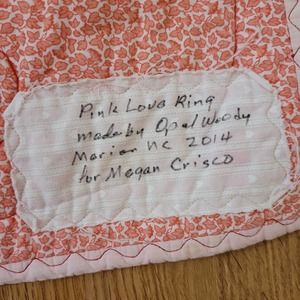 Pink Love Ring
made by Opal Woody
Marion NC 2014
for Megan Crisco